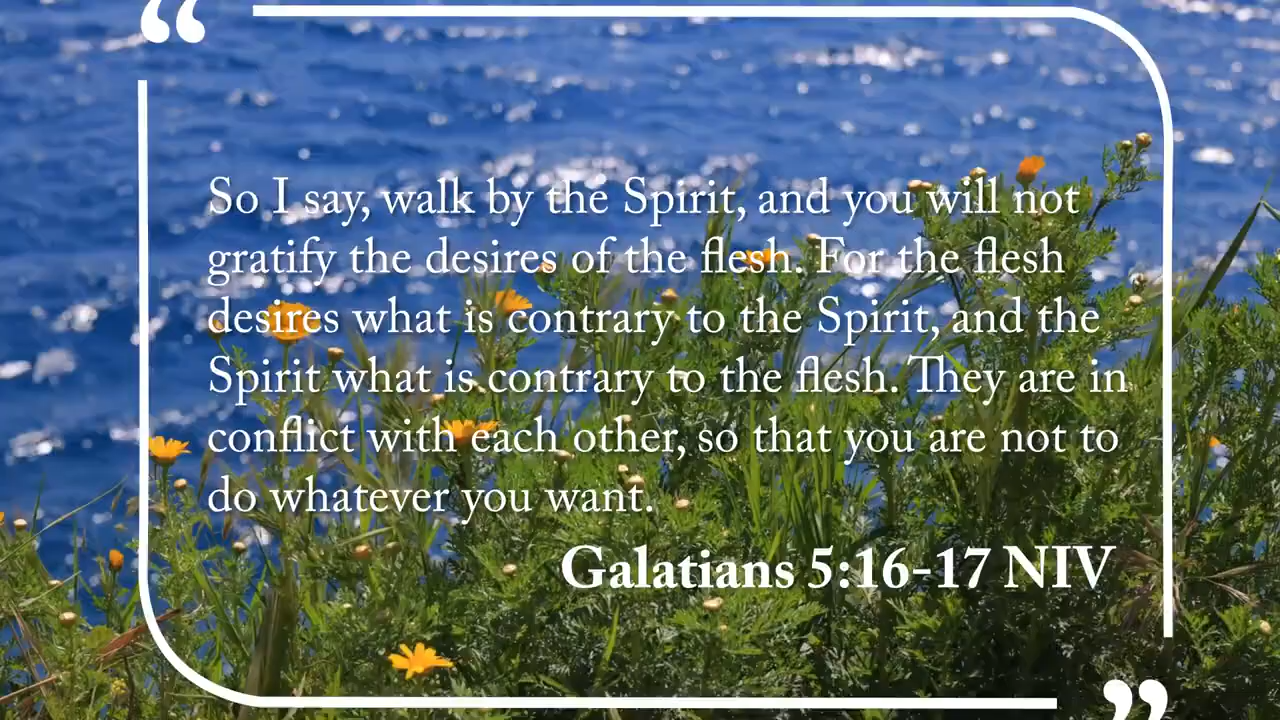 “
So I say, walk by the Spirit, and you will not
gratify the desires of the flesh. For the flesh
desires what is contrary to the Spirit, and the
Spirit what is contrary to the flesh. They are in
conflict with each other, so that you are not to
do whatever you want.
Galatians 5:16-17 NIV
”